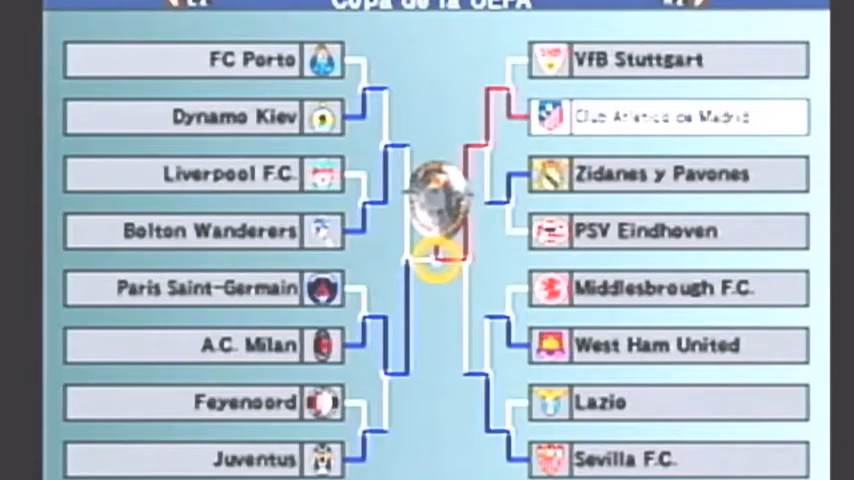 Copa de la UEFA
FC Porto
Dynamo Kiev
Liverpool F.C.
Bolton Wanderers
Paris Saint-Germain
A.C. Milan
Feyenoord
Juventus
VfB Stuttgart
Club Atlético de Madrid
Zidanes y Pavones
PSV Eindhoven
Middlesbrough F.C.
West Ham United
Lazio
Sevilla F.C.